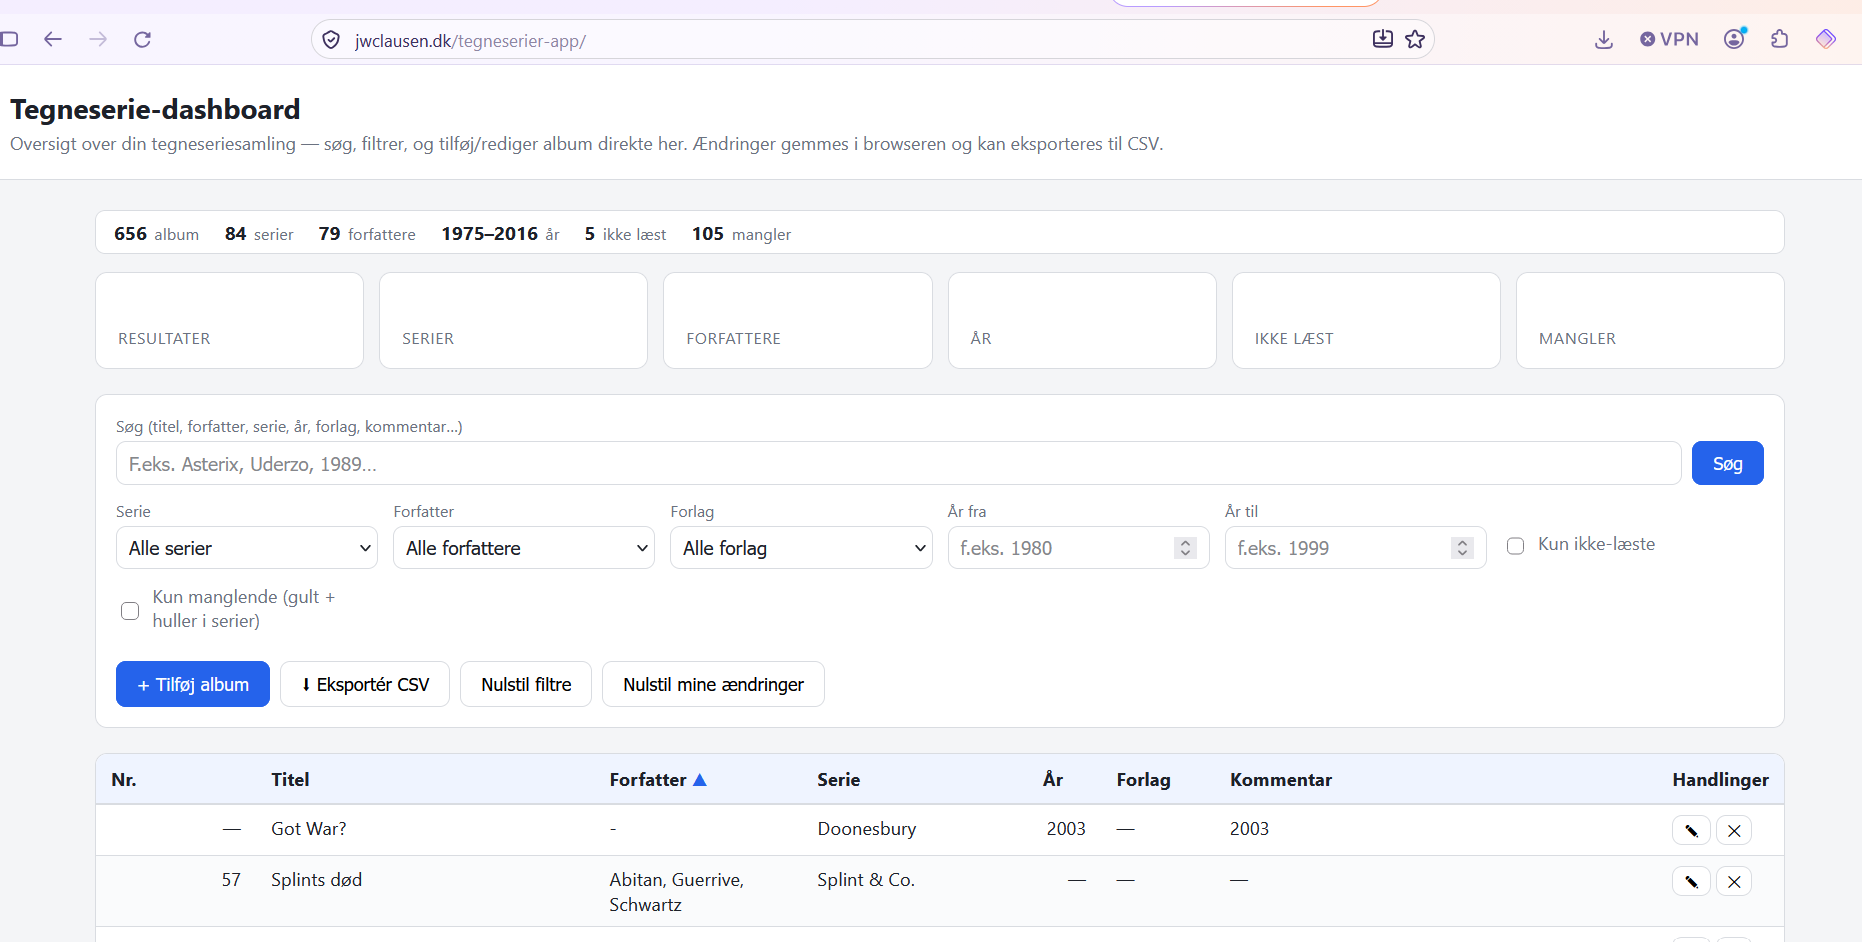 jwclausen.dk/tegneserier-app/
VPN
Tegneserie-dashboard
Oversigt over din tegneseriesamling — søg, filtrer, og tilføj/rediger album direkte her. Ændringer gemmes i browseren og kan eksporteres til CSV.
656 album 84 serier 79 forfattere 1975–2016 år 5 ikke læst 105 mangler
RESULTATER SERIER FORFATTERE ÅR IKKE LÆST MANGLER
Søg (titel, forfatter, serie, år, forlag, kommentar...)
F.eks. Asterix, Uderzo, 1989... Søg
Serie Forfatter Forlag År fra År til
Alle serier Alle forfattere Alle forlag f.eks. 1980 f.eks. 1999 Kun ikke-læste
Kun manglende (gult +
huller i serier)
+ Tilføj album ⬇ Eksportér CSV Nulstil filtre Nulstil mine ændringer
Nr. Titel Forfatter ▲ Serie År Forlag Kommentar Handlinger
— Got War? - Doonesbury 2003 — 2003
57 Splints død Abitan, Guerrive, Splint & Co. — — —
Schwartz